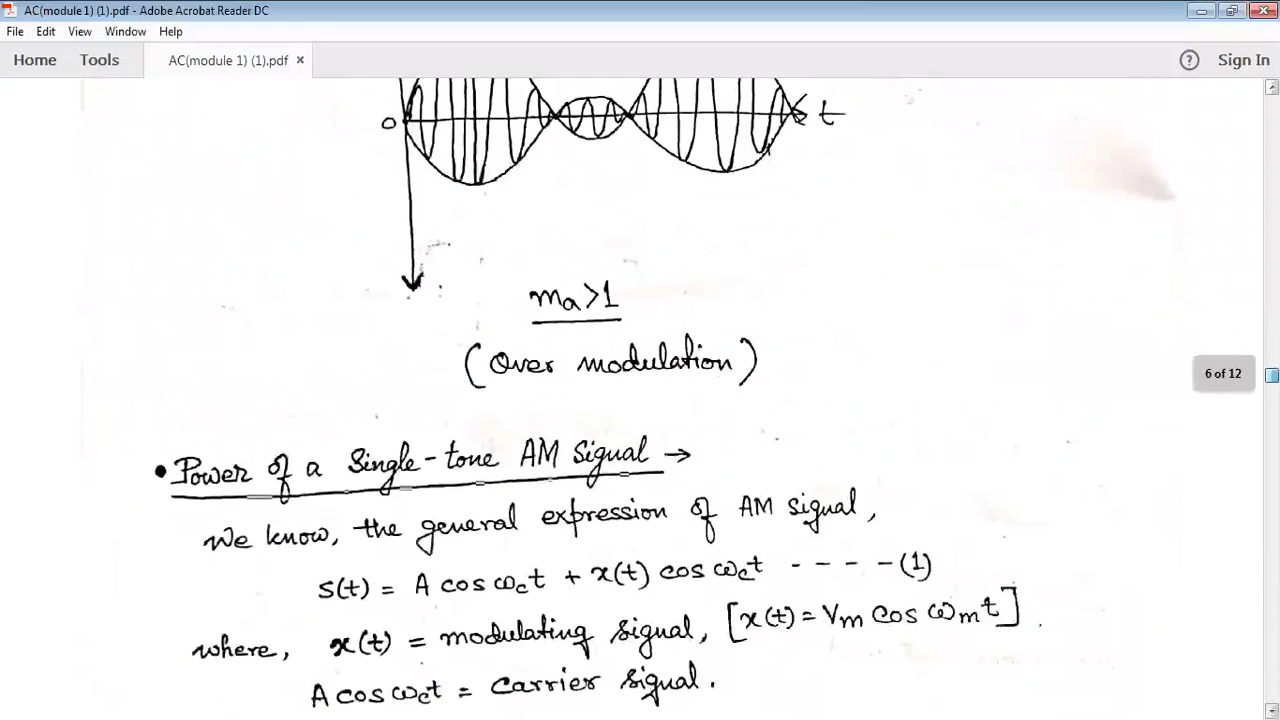 AC(module 1) (1).pdf - Adobe Acrobat Reader DC
File Edit View Window Help
Home Tools AC(module 1) (1).pdf × ? Sign In
0 t
ma>1
(Over modulation)
6 of 12
• Power of a Single-tone AM Signal →
We know, the general expression of AM signal,
s(t) = A cos ωct + x(t) cos ωct - - - - -(1)
where, x(t) = modulating signal, [x(t) = Vm cos ωmt].
A cos ωct = carrier signal.